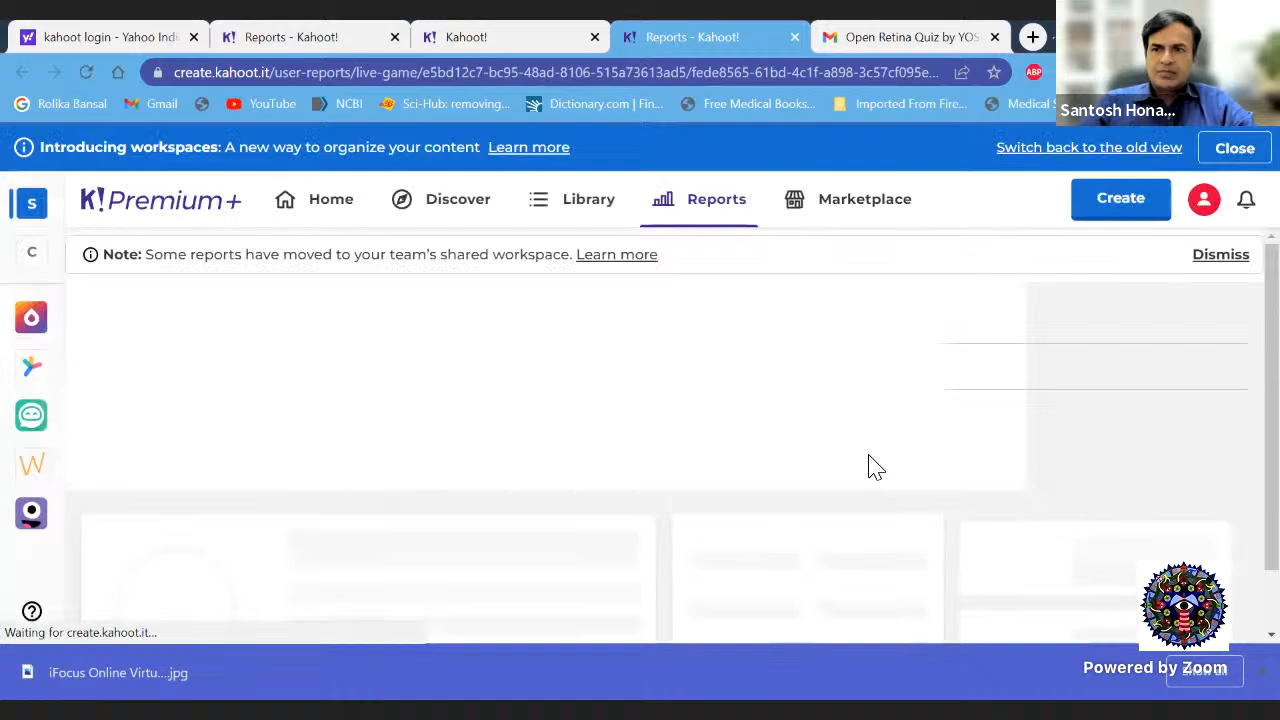 kahoot login - Yahoo Indi
Reports - Kahoot!
Kahoot!
Reports - Kahoot!
Open Retina Quiz by YOS
create.kahoot.it/user-reports/live-game/e5bd12c7-bc95-48ad-8106-515a73613ad5/fede8565-61bd-4c1f-a898-3c57cf095e...
ABP
Rolika Bansal
Gmail
YouTube
NCBI
Sci-Hub: removing...
Dictionary.com | Fin...
Free Medical Books...
Imported From Fire...
Medical
Santosh Hona...
Introducing workspaces: A new way to organize your content Learn more
Switch back to the old view
Close
S
K!Premium+
Home
Discover
Library
Reports
Marketplace
Create
C
Note: Some reports have moved to your team's shared workspace. Learn more
Dismiss
Waiting for create.kahoot.it...
iFocus Online Virtu....jpg
Powered by Zoom